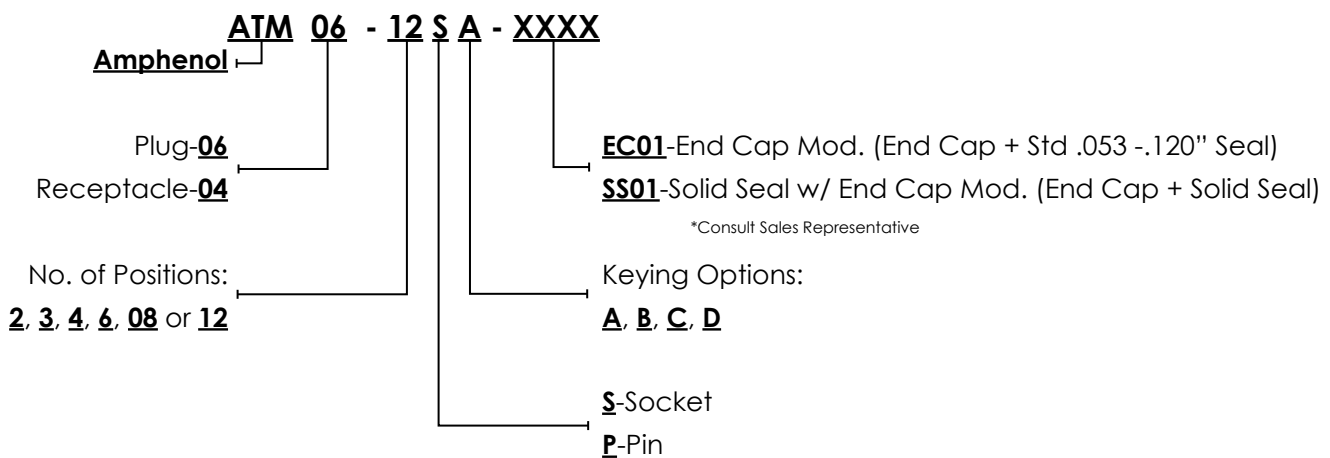 ATM 06 - 12 S A - XXXX
Amphenol
Plug-06
Receptacle-04
EC01-End Cap Mod. (End Cap + Std .053 -.120” Seal)
SS01-Solid Seal w/ End Cap Mod. (End Cap + Solid Seal)
*Consult Sales Representative
No. of Positions:
2, 3, 4, 6, 08 or 12
Keying Options:
A, B, C, D
S-Socket
P-Pin